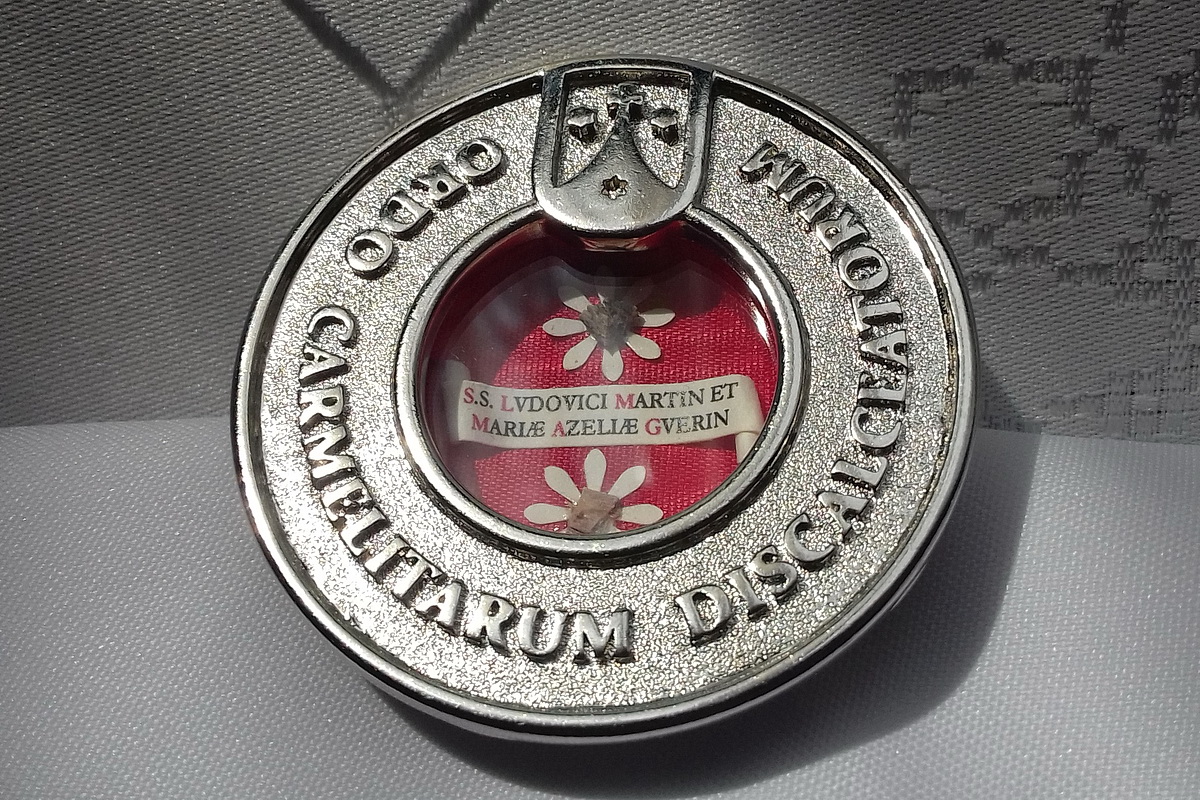 ORDO CARMELITARUM DISCALCEATORUM
S.S. LVDOVICI MARTIN ET
MARIÆ AZELIÆ GVERIN